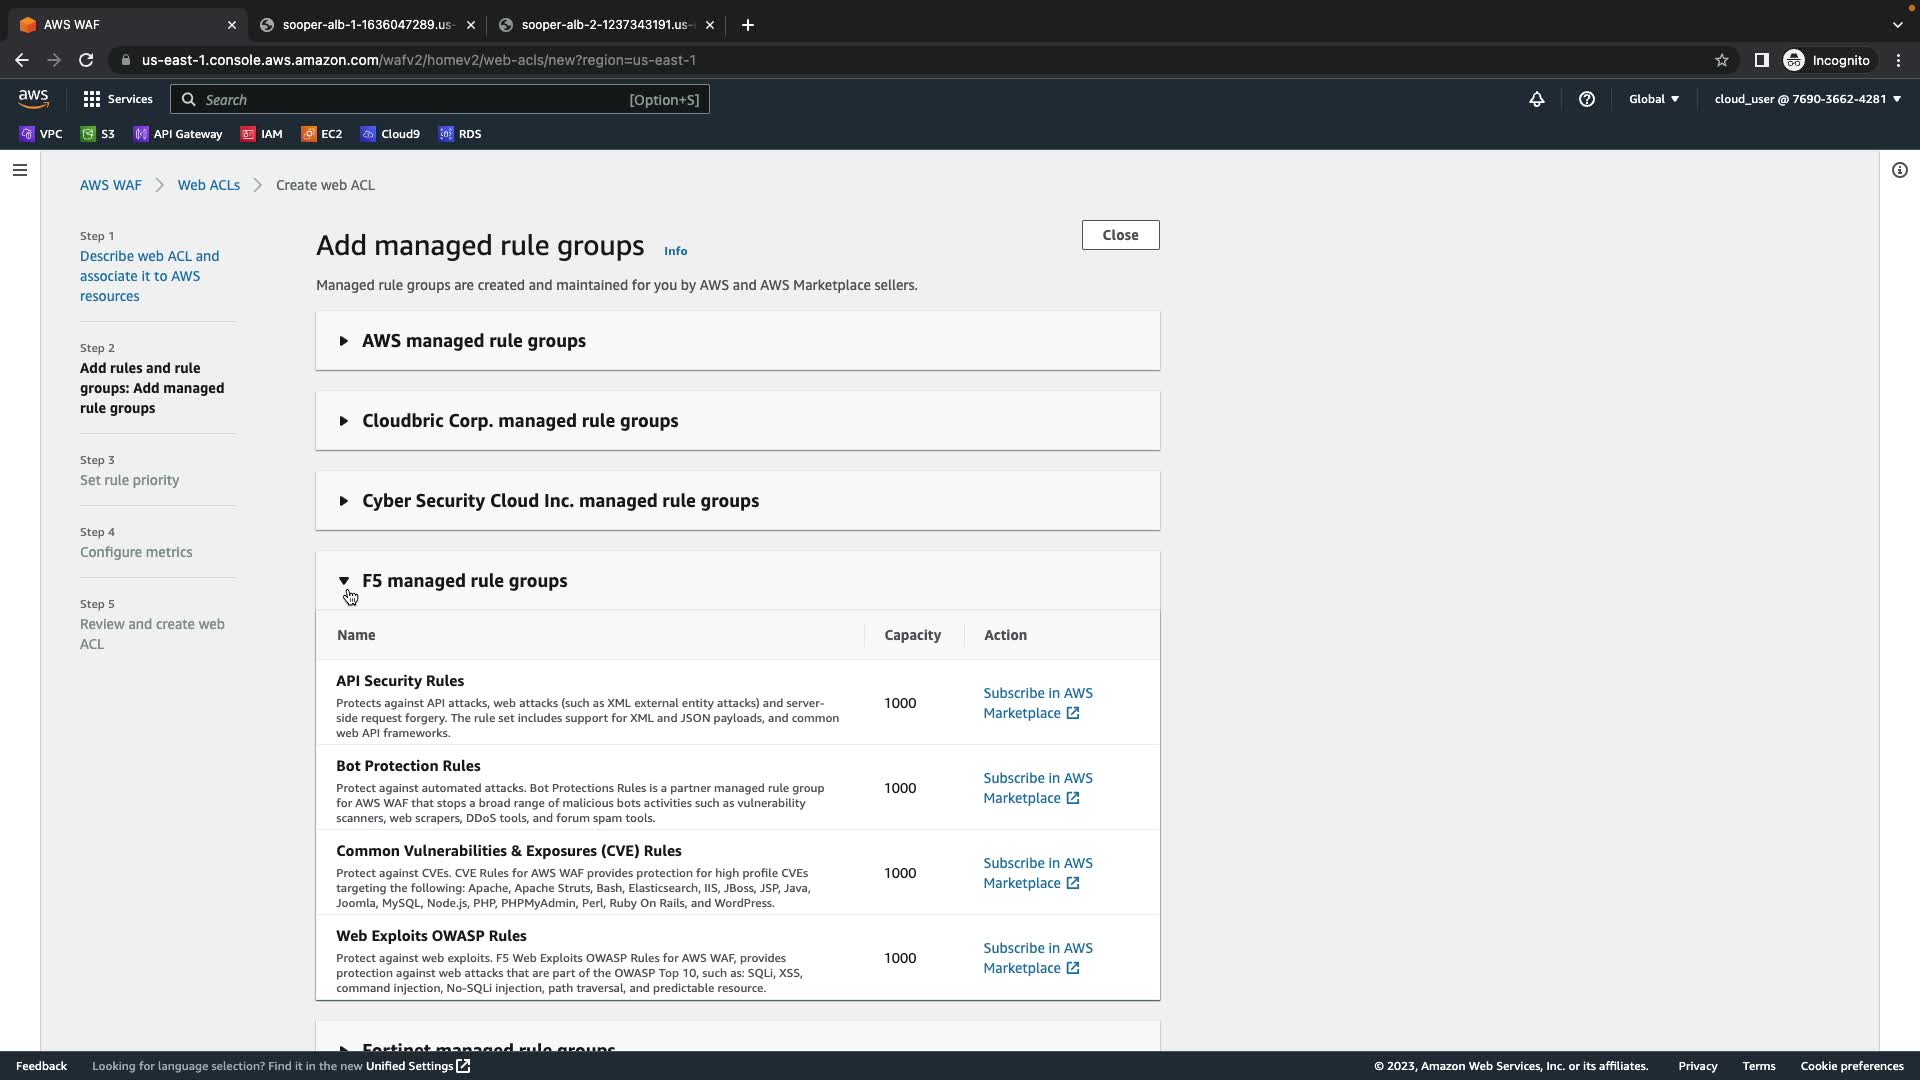 AWS WAF
sooper-alb-1-1636047289.us-
sooper-alb-2-1237343191.us-
us-east-1.console.aws.amazon.com/wafv2/homev2/web-acls/new?region=us-east-1
Incognito
aws
Services
Search
[Option+S]
Global
cloud_user @ 7690-3662-4281
VPC
S3
API Gateway
IAM
EC2
Cloud9
RDS
AWS WAF
Web ACLs
Create web ACL
Step 1
Describe web ACL and
associate it to AWS
resources
Step 2
Add rules and rule
groups: Add managed
rule groups
Step 3
Set rule priority
Step 4
Configure metrics
Step 5
Review and create web
ACL
Add managed rule groups
Info
Close
Managed rule groups are created and maintained for you by AWS and AWS Marketplace sellers.
AWS managed rule groups
Cloudbric Corp. managed rule groups
Cyber Security Cloud Inc. managed rule groups
F5 managed rule groups
Name
Capacity
Action
API Security Rules
Protects against API attacks, web attacks (such as XML external entity attacks) and server-
side request forgery. The rule set includes support for XML and JSON payloads, and common
web API frameworks.
1000
Subscribe in AWS
Marketplace
Bot Protection Rules
Protect against automated attacks. Bot Protections Rules is a partner managed rule group
for AWS WAF that stops a broad range of malicious bots activities such as vulnerability
scanners, web scrapers, DDoS tools, and forum spam tools.
1000
Subscribe in AWS
Marketplace
Common Vulnerabilities & Exposures (CVE) Rules
Protect against CVEs. CVE Rules for AWS WAF provides protection for high profile CVEs
targeting the following: Apache, Apache Struts, Bash, Elasticsearch, IIS, JBoss, JSP, Java,
Joomla, MySQL, Node.js, PHP, PHPMyAdmin, Perl, Ruby On Rails, and WordPress.
1000
Subscribe in AWS
Marketplace
Web Exploits OWASP Rules
Protect against web exploits. F5 Web Exploits OWASP Rules for AWS WAF, provides
protection against web attacks that are part of the OWASP Top 10, such as: SQLi, XSS,
command injection, No-SQLi injection, path traversal, and predictable resource.
1000
Subscribe in AWS
Marketplace
Fortinet managed rule groups
Feedback
Looking for language selection? Find it in the new Unified Settings
© 2023, Amazon Web Services, Inc. or its affiliates.
Privacy
Terms
Cookie preferences